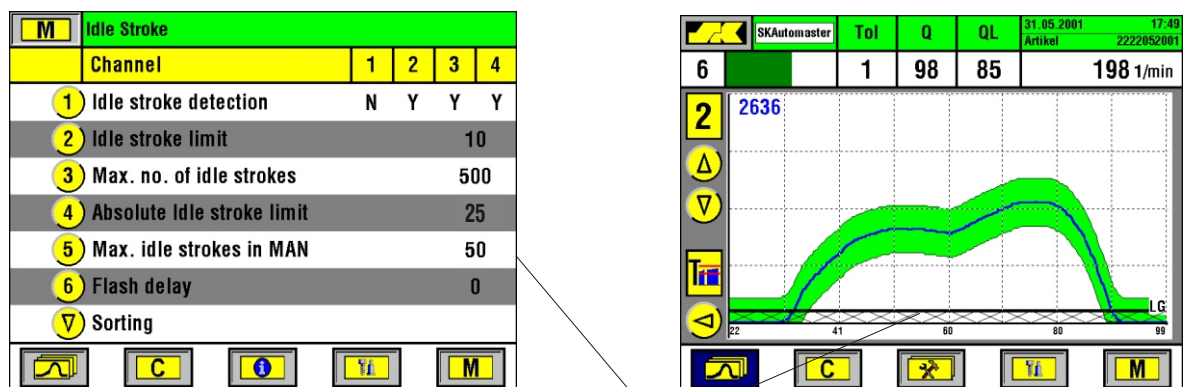 M Idle Stroke
Channel 1 2 3 4
1 Idle stroke detection N Y Y Y
2 Idle stroke limit 10
3 Max. no. of idle strokes 500
4 Absolute Idle stroke limit 25
5 Max. idle strokes in MAN 50
6 Flash delay 0
Sorting
C M
SKAutomaster Tol Q QL 31.05.2001 17:49
Artikel 2222052001
6 1 98 85 198 1/min
2 2636
T
LG
22 41 60 80 99
C M